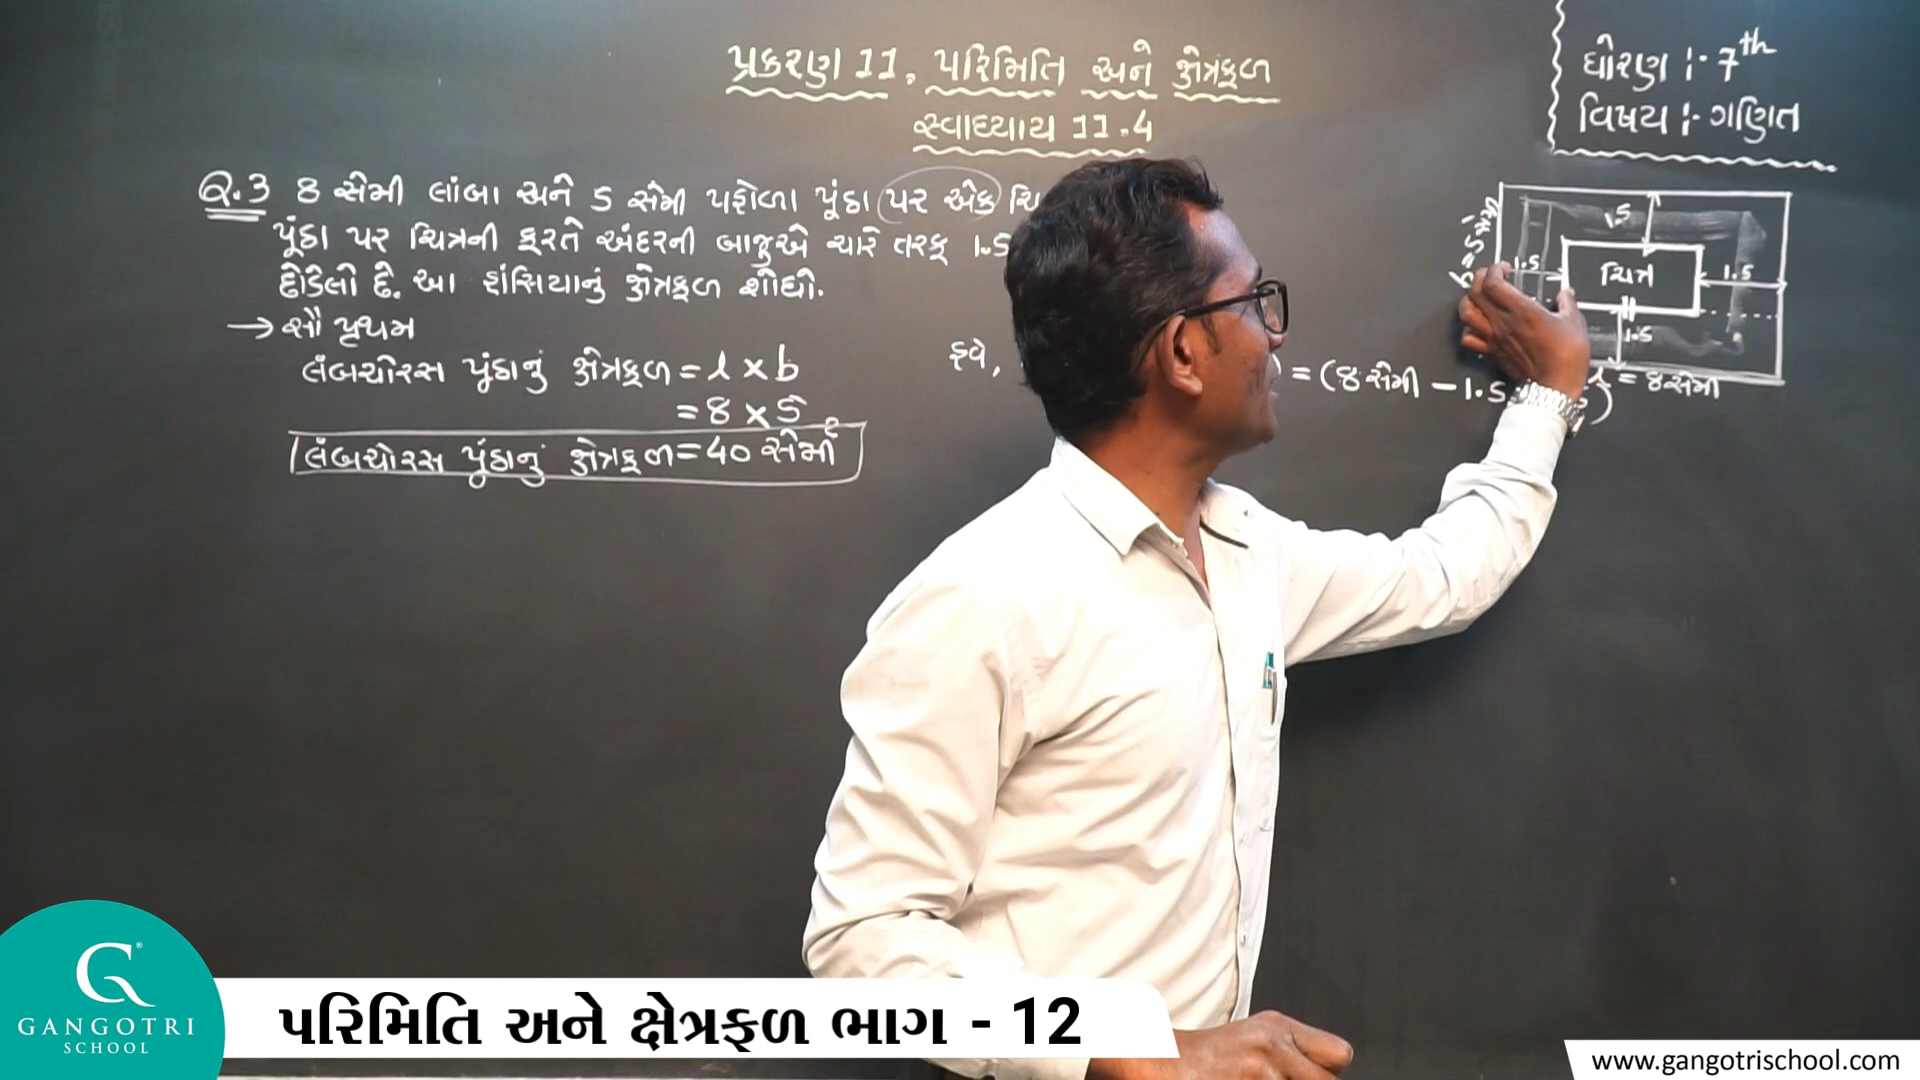 પ્રકરણ 11. પરિમિતિ અને ક્ષેત્રફળ
સ્વાધ્યાય 11.4
ધોરણ :- 7th
વિષય :- ગણિત
Q.3 8 સેમી લાંબા અને 5 સેમી પહોળા પૂંઠા પર એક ચિ
પૂંઠા પર ચિત્રની ફરતે અંદરની બાજુએ ચારે તરફ 1.5
છોડેલો છે. આ હાંસિયાનું ક્ષેત્રફળ શોધો.
→ સૌ પ્રથમ
લંબચોરસ પૂંઠાનું ક્ષેત્રફળ = l × b
= 8 × 5
લંબચોરસ પૂંઠાનું ક્ષેત્રફળ = 40 સેમી²
હવે,
) = (8 સેમી - 1.5
b = 5 સેમી
1.5
1.5
ચિત્ર
1.5
1.5
l = 8 સેમી
G®
GANGOTRI
SCHOOL
પરિમિતિ અને ક્ષેત્રફળ ભાગ - 12
www.gangotrischool.com